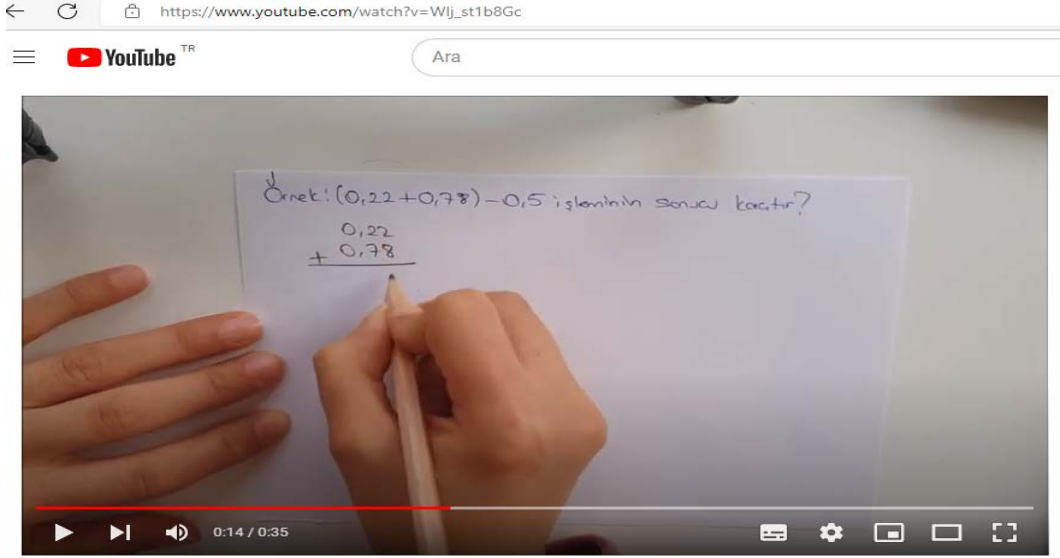 https://www.youtube.com/watch?v=Wlj_st1b8Gc
YouTube TR
Ara
Örnek: (0,22+0,78)-0,5 işleminin sonucu kaçtır?
0,22
+ 0,78
0:14 / 0:35